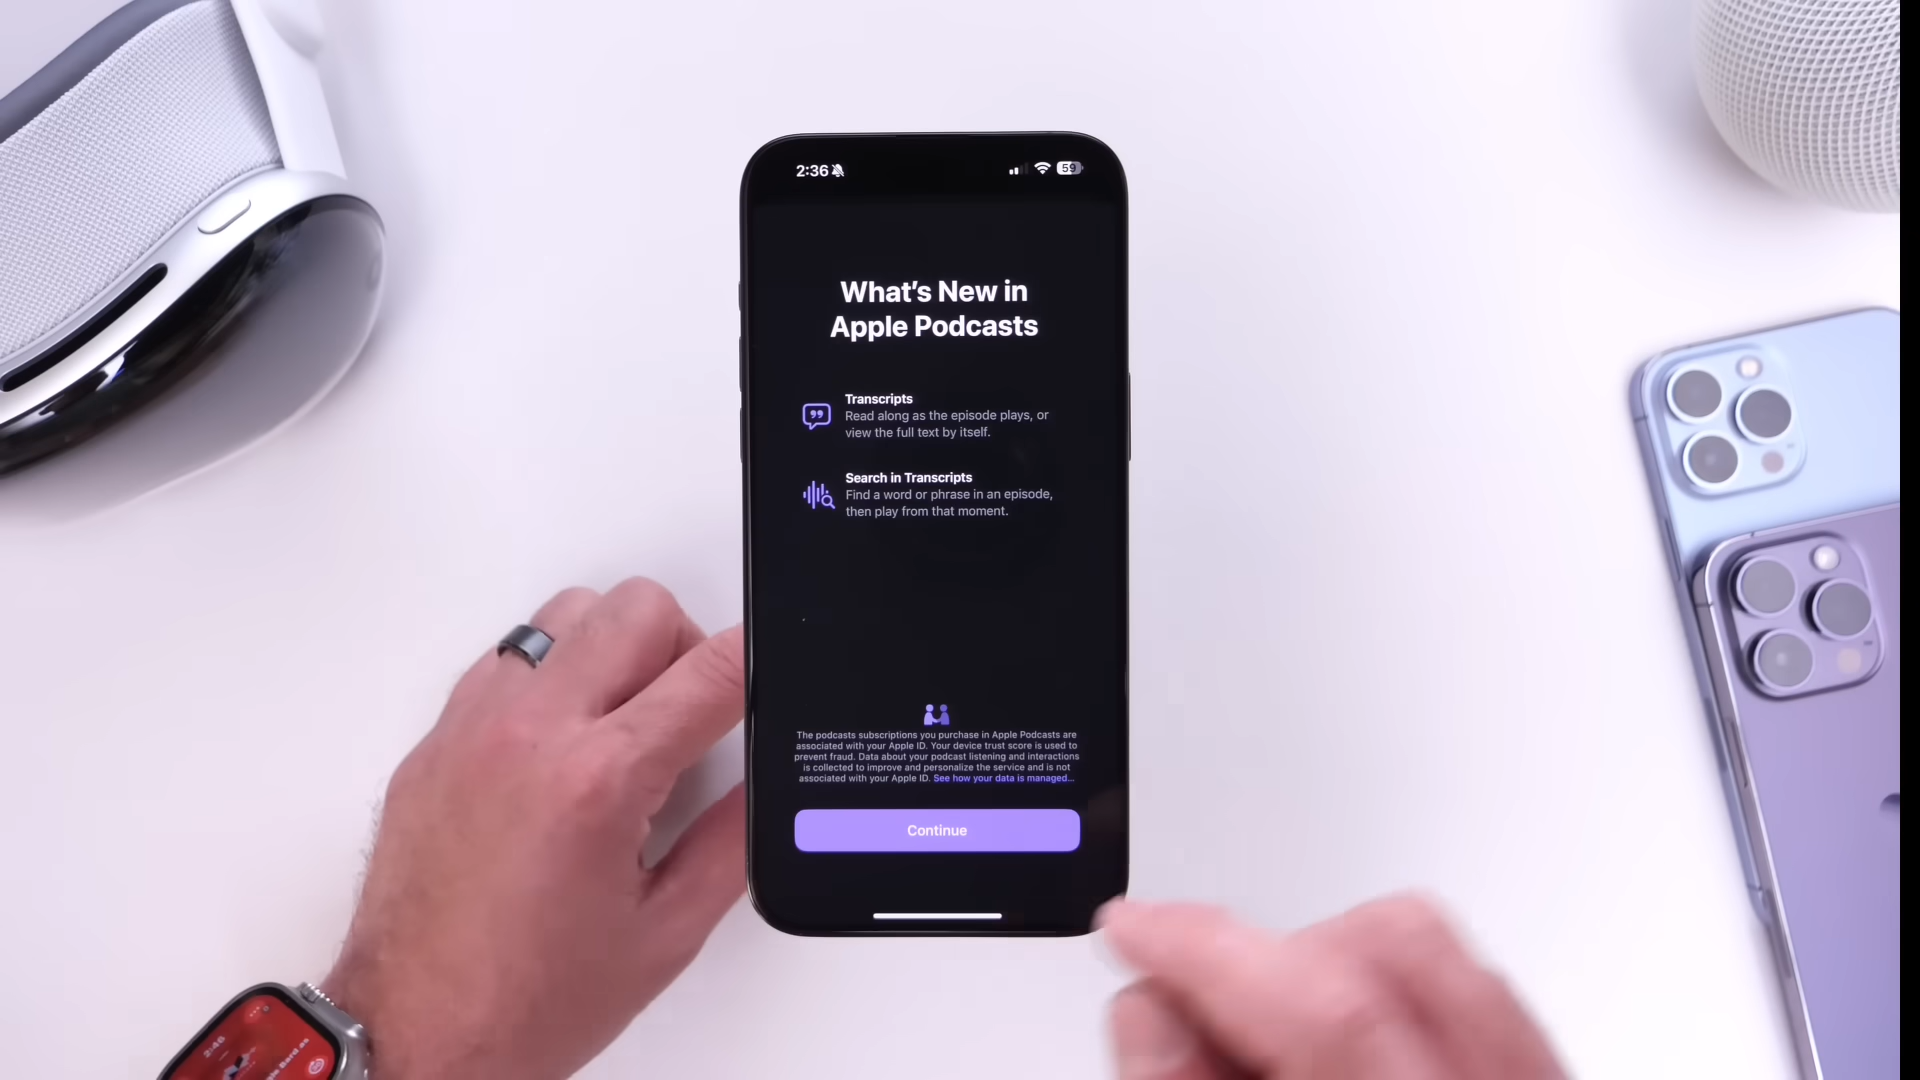 2:36
59
What's New in
Apple Podcasts
Transcripts
Read along as the episode plays, or
view the full text by itself.
Search in Transcripts
Find a word or phrase in an episode,
then play from that moment.
The podcasts subscriptions you purchase in Apple Podcasts are
associated with your Apple ID. Your device trust score is used to
prevent fraud. Data about your podcast listening and interactions
is collected to improve and personalize the service and is not
associated with your Apple ID. See how your data is managed...
Continue